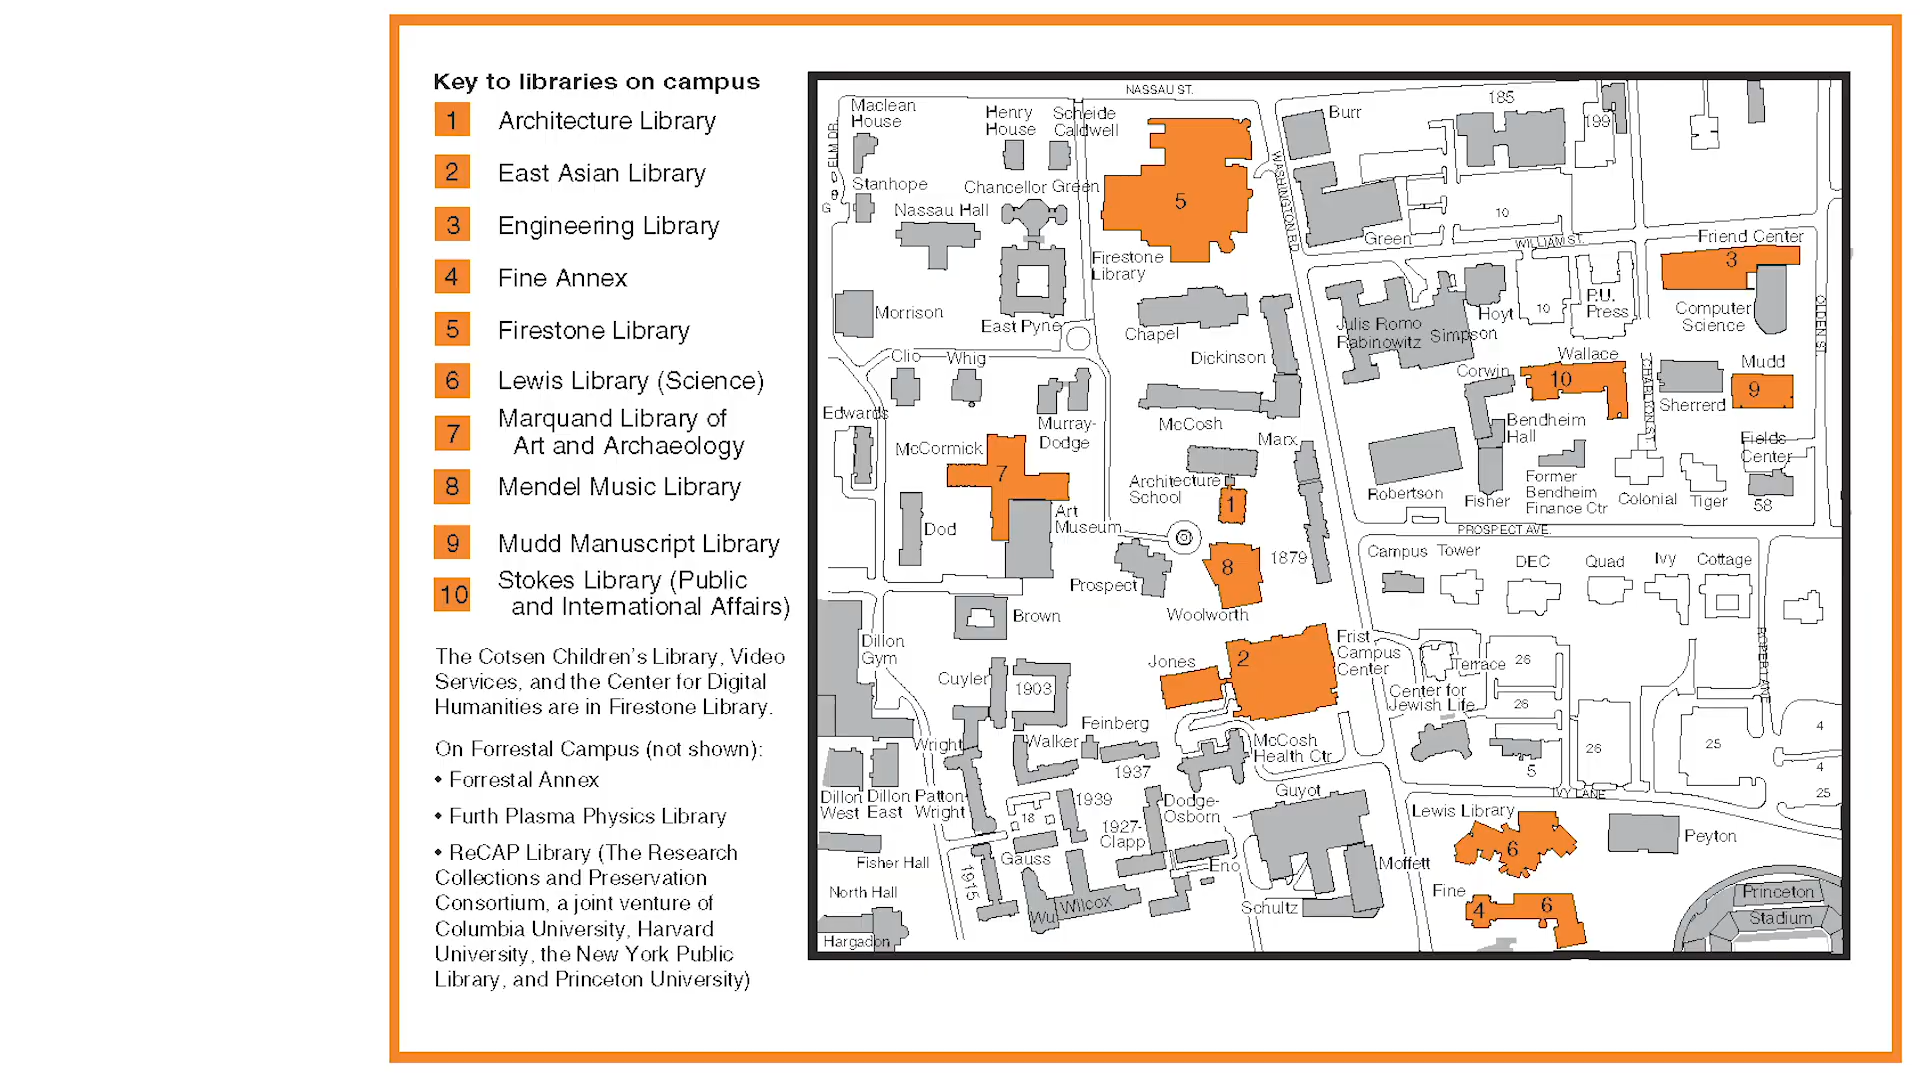 Key to libraries on campus
1 Architecture Library
2 East Asian Library
3 Engineering Library
4 Fine Annex
5 Firestone Library
6 Lewis Library (Science)
7 Marquand Library of
Art and Archaeology
8 Mendel Music Library
9 Mudd Manuscript Library
10 Stokes Library (Public
and International Affairs)
The Cotsen Children's Library, Video
Services, and the Center for Digital
Humanities are in Firestone Library.
On Forrestal Campus (not shown):
• Forrestal Annex
• Furth Plasma Physics Library
• ReCAP Library (The Research
Collections and Preservation
Consortium, a joint venture of
Columbia University, Harvard
University, the New York Public
Library, and Princeton University)
NASSAU ST.
Maclean
House
Henry
House
Scheide
Caldwell
Burr
185
199
ELM DR.
WASHINGTON RD
Stanhope
Chancellor Green
5
G
Nassau Hall
10
Green
WILLIAM ST.
Friend Center
3
Firestone
Library
Morrison
East Pyne
Chapel
Dickinson
Julis Romo
Rabinowitz
Simpson
Hoyt
10
P.U.
Press
Computer
Science
OLDEN ST.
Clio
Whig
Wallace
10
Corwin
CHARLTON ST.
Mudd
9
Sherrerd
Edwards
Murray-
Dodge
McCosh
Bendheim
Hall
McCormick
7
Marx
Fields
Center
Architecture
School
1
Robertson
Fisher
Former
Bendheim
Finance Ctr
Colonial
Tiger
58
Dod
Art
Museum
PROSPECT AVE.
8
1879
Campus
Tower
DEC
Quad
Ivy
Cottage
Prospect
Woolworth
Brown
Dillon
Gym
Jones
2
Frist
Campus
Center
Terrace
26
ROPER LANE
Cuyler
1903
Center for
Jewish Life
26
Feinberg
Wright
Walker
McCosh
Health Ctr
26
25
4
1937
5
4
Dillon
West
Dillon
East
Patton
Wright
1939
Dodge-
Osborn
Guyot
IVY LANE
25
18
1927-
Clapp
Lewis Library
6
Peyton
Fisher Hall
Gauss
Eno
Moffett
1915
North Hall
Wu
Wilcox
Schultz
Fine
4
6
Princeton
Stadium
Hargadon